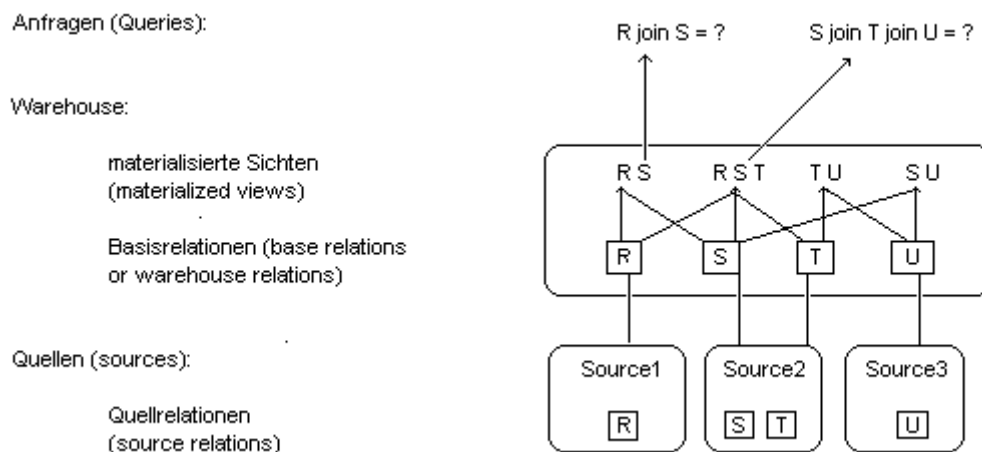 Anfragen (Queries):
R join S = ?
S join T join U = ?
Warehouse:
materialisierte Sichten
(materialized views)
R S
R S T
T U
S U
Basisrelationen (base relations
or warehouse relations)
R
S
T
U
Quellen (sources):
Source1
Source2
Source3
Quellrelationen
(source relations)
R
S
T
U